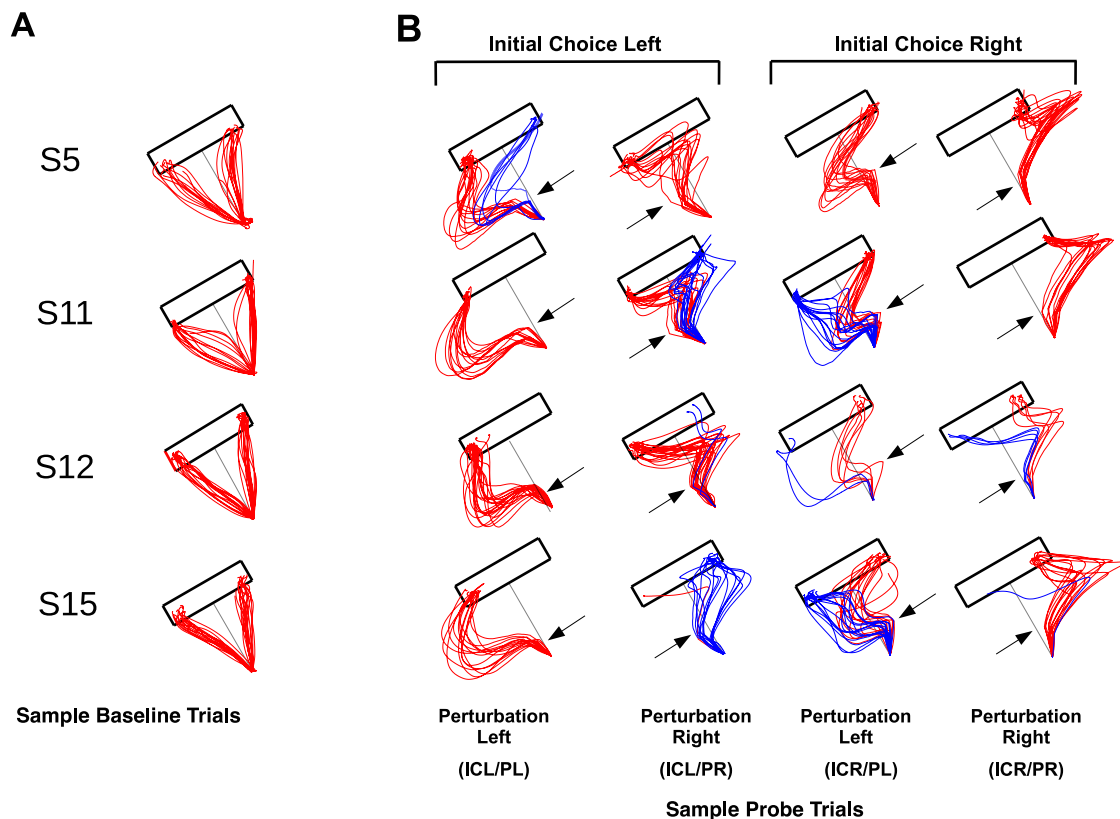 A
B
Initial Choice Left
Initial Choice Right
S5
S11
S12
S15
Sample Baseline Trials
Perturbation
Left
(ICL/PL)
Perturbation
Right
(ICL/PR)
Perturbation
Left
(ICR/PL)
Perturbation
Right
(ICR/PR)
Sample Probe Trials